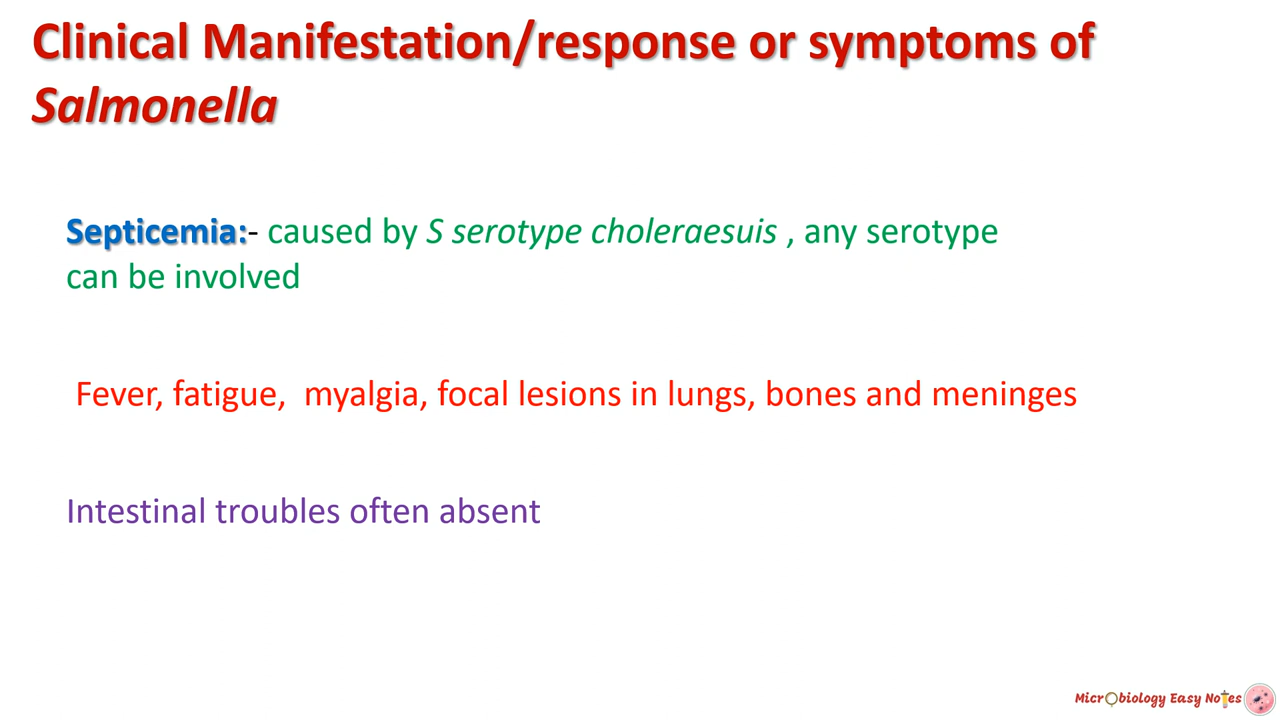 Clinical Manifestation/response or symptoms of
Salmonella
Septicemia:- caused by S serotype choleraesuis , any serotype
can be involved
Fever, fatigue,  myalgia, focal lesions in lungs, bones and meninges
Intestinal troubles often absent
Microbiology Easy Notes